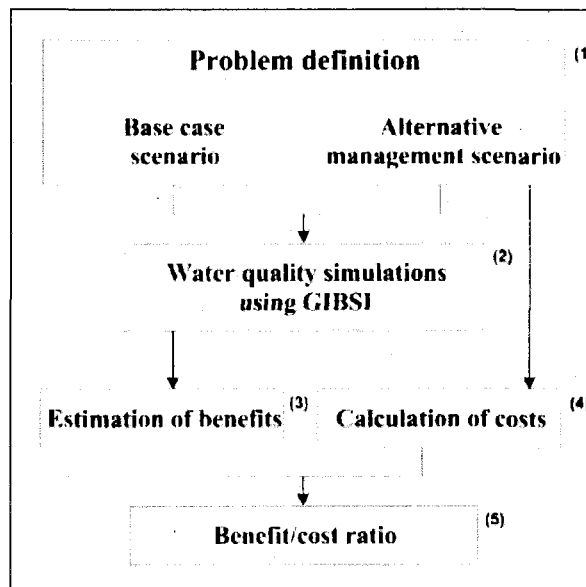 Problem definition
(1
Base case
scenario
Alternative
management scenario
(2)
Water quality simulations
using GIBSI
Estimation of benefits
(3)
Calculation of costs
(4)
Benefit/cost ratio
(5)